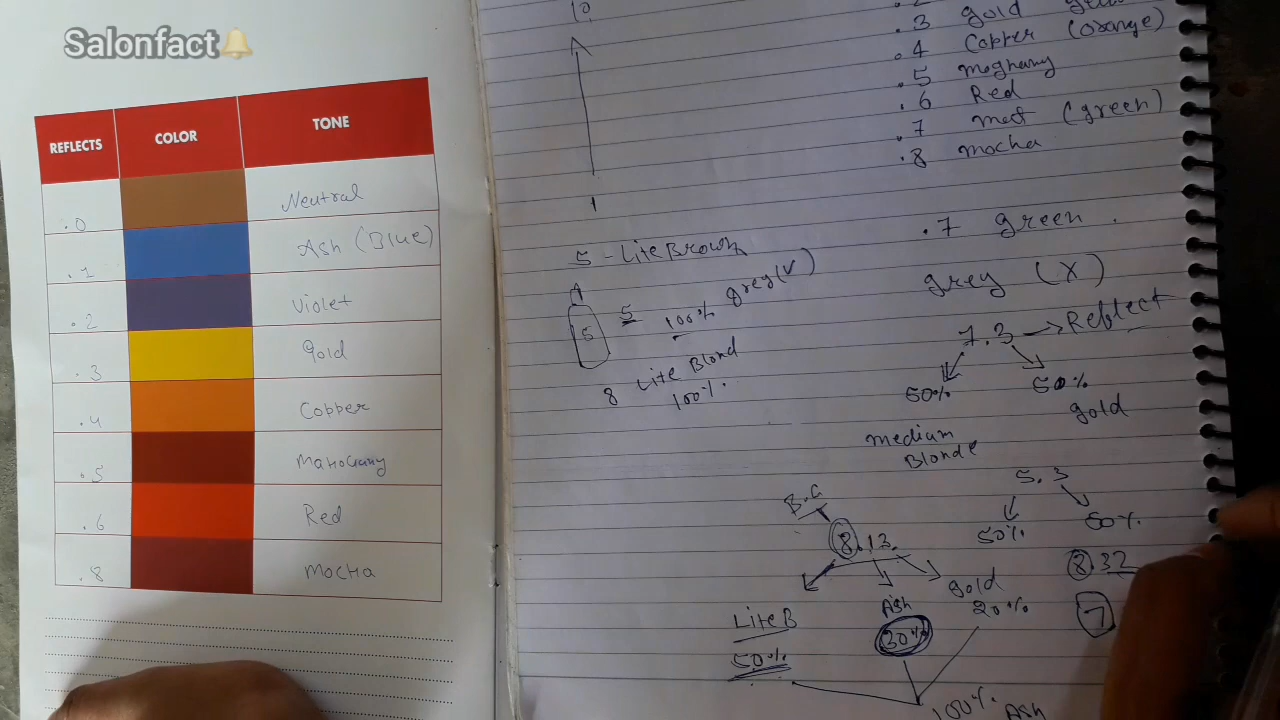 Salonfact🔔
REFLECTS COLOR TONE
.0 Neutral
.1 Ash (Blue)
.2 Violet
.3 gold
.4 Copper
.5 Mahogany
.6 Red
.8 Mocha
10
1
.3 gold
.4 Copper (orange)
.5 moghany
.6 Red
.7 mat (green)
.8 mocha
5 - Lite Brown
5 5 100% grey (✓)
8 Lite Blond
100%.
.7 green.
grey (X)
7.3 → Reflect
50% 50%
gold
medium
Blonde
5.3
50% 50%
B.C
8.13.
Lite B Ash gold
50% 30% 20%
100% Ash
8.32
7